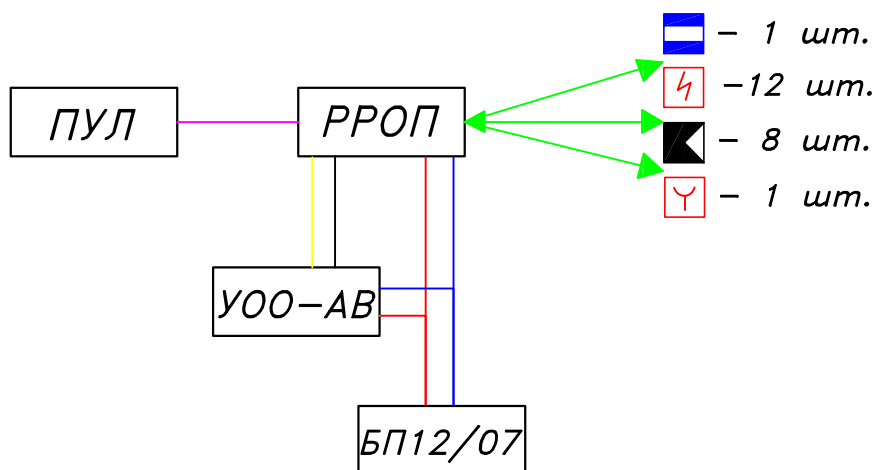 ПУЛ
РРОП
- 1 шт.
-12 шт.
- 8 шт.
- 1 шт.
УОО-АВ
БП12/07